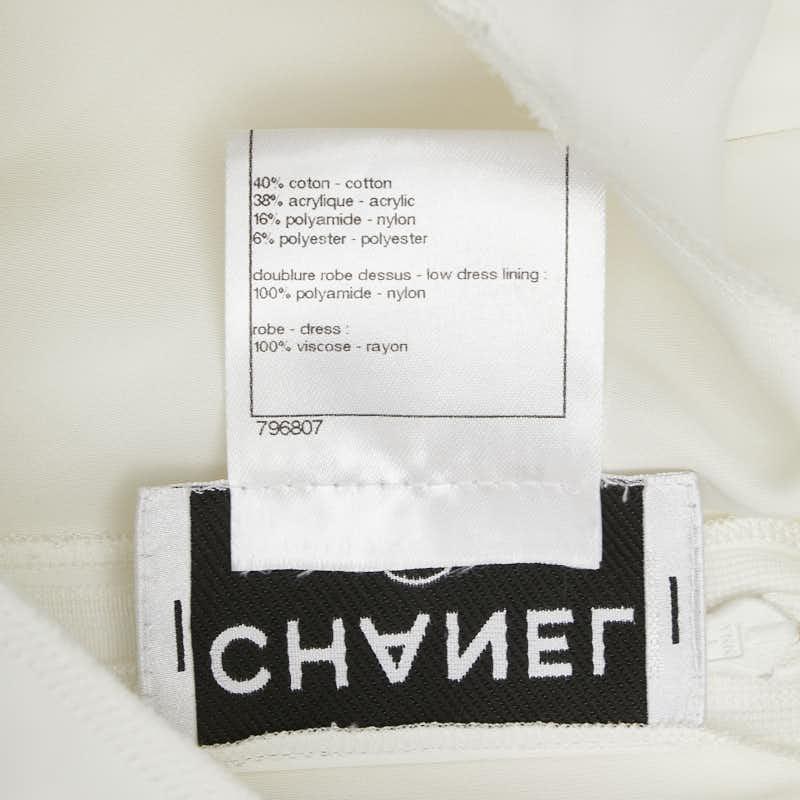 40% coton - cotton
38% acrylique - acrylic
16% polyamide - nylon
6% polyester - polyester
doublure robe dessus - low dress lining :
100% polyamide - nylon
robe - dress :
100% viscose - rayon
796807
CHANEL